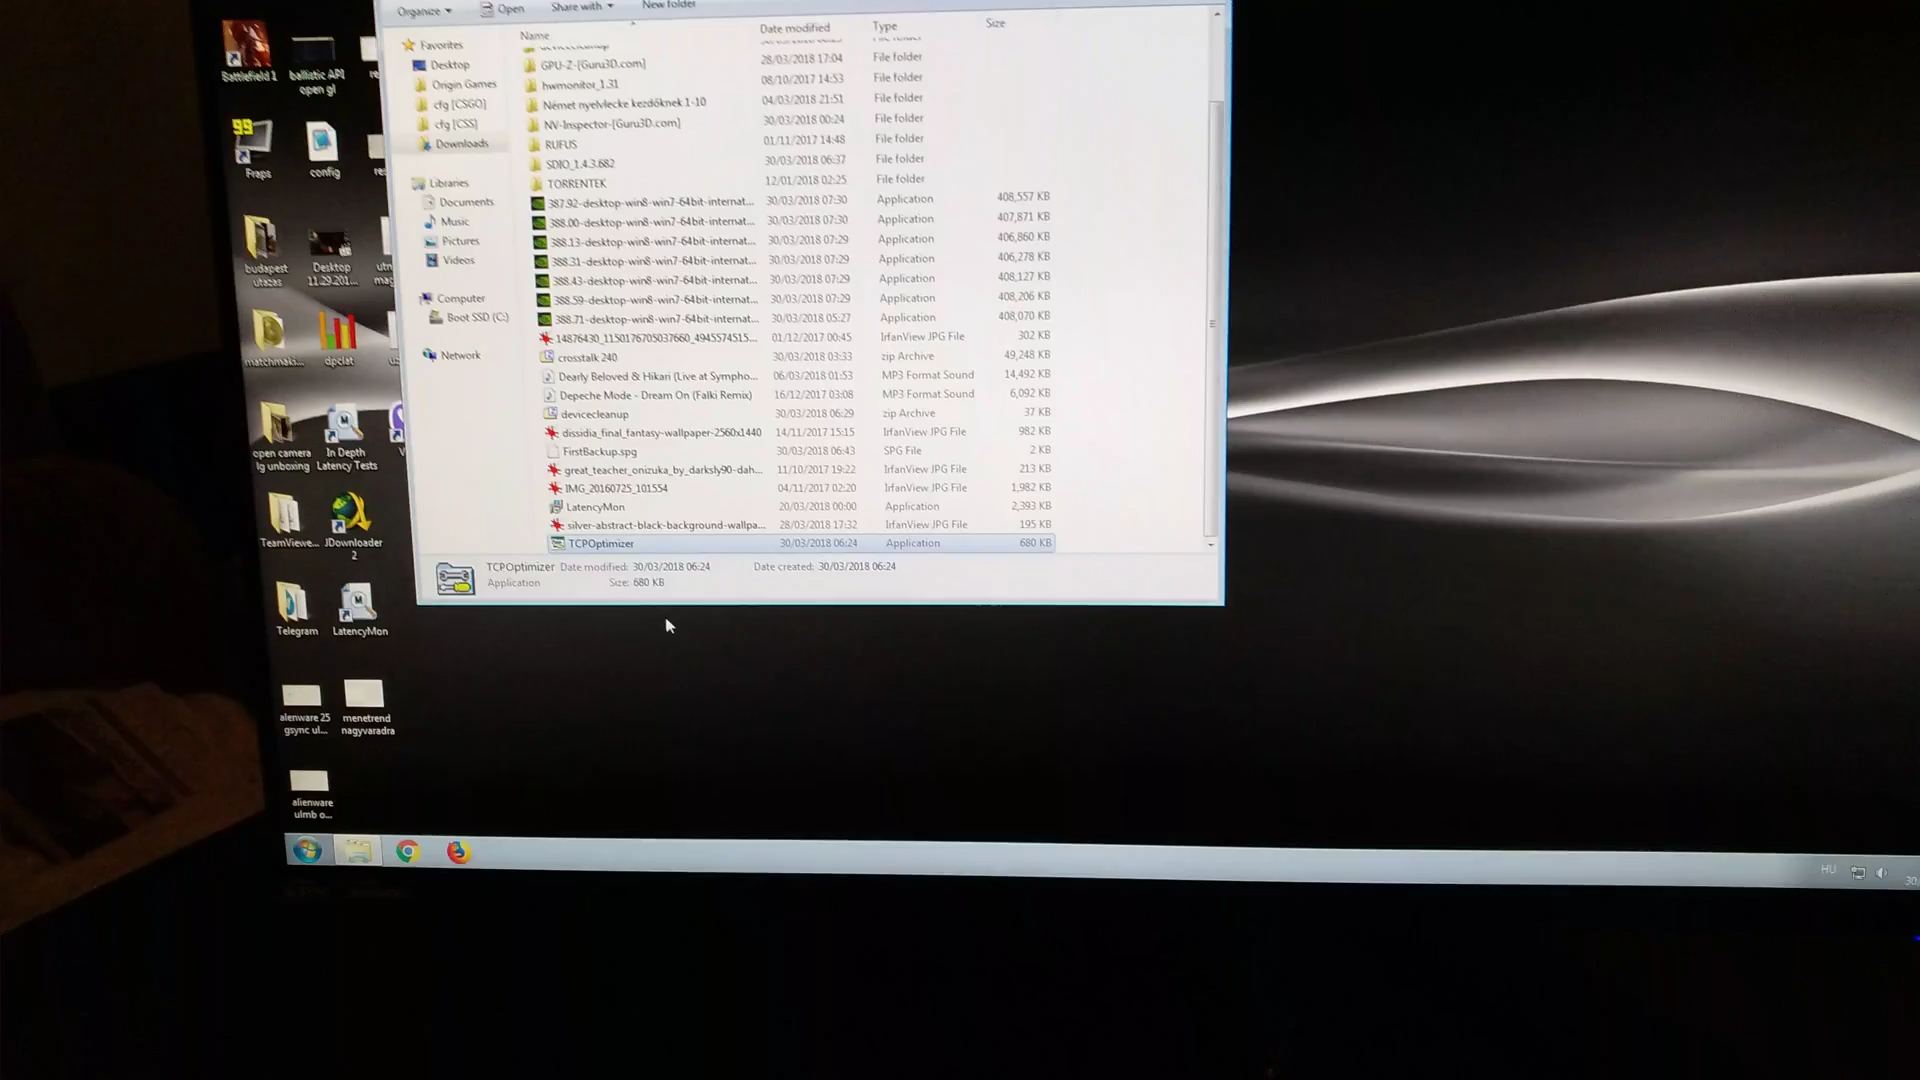 Organize Open Share with New folder
Name Date modified Type Size
Favorites
Desktop
Origin Games
cfg [CSGO]
cfg [CSS]
Downloads
Libraries
Documents
Music
Pictures
Videos
Computer
Boot SSD (C:)
Network
GPU-Z-[Guru3D.com] 28/03/2018 17:04 File folder
hwmonitor_1.31 08/10/2017 14:53 File folder
Német nyelvlecke kezdőknek 1-10 04/03/2018 21:51 File folder
NV-Inspector-[Guru3D.com] 30/03/2018 00:24 File folder
RUFUS 01/11/2017 14:48 File folder
SDIO_1.4.3.682 30/03/2018 06:37 File folder
TORRENTEK 12/01/2018 02:25 File folder
387.92-desktop-win8-win7-64bit-internat... 30/03/2018 07:30 Application 408,557 KB
388.00-desktop-win8-win7-64bit-internat... 30/03/2018 07:30 Application 407,871 KB
388.13-desktop-win8-win7-64bit-internat... 30/03/2018 07:29 Application 406,860 KB
388.31-desktop-win8-win7-64bit-internat... 30/03/2018 07:29 Application 406,278 KB
388.43-desktop-win8-win7-64bit-internat... 30/03/2018 07:29 Application 408,127 KB
388.59-desktop-win8-win7-64bit-internat... 30/03/2018 07:29 Application 408,206 KB
388.71-desktop-win8-win7-64bit-internat... 30/03/2018 05:27 Application 408,070 KB
14876430_1150176705037660_4945574515... 01/12/2017 00:45 IrfanView JPG File 302 KB
crosstalk 240 30/03/2018 03:33 zip Archive 49,248 KB
Dearly Beloved & Hikari (Live at Sympho... 06/03/2018 01:53 MP3 Format Sound 14,492 KB
Depeche Mode - Dream On (Falki Remix) 16/12/2017 03:08 MP3 Format Sound 6,092 KB
devicecleanup 30/03/2018 06:29 zip Archive 37 KB
dissidia_final_fantasy-wallpaper-2560x1440 14/11/2017 15:15 IrfanView JPG File 982 KB
FirstBackup.spg 30/03/2018 06:43 SPG File 2 KB
great_teacher_onizuka_by_darksly90-dah... 11/10/2017 19:22 IrfanView JPG File 213 KB
IMG_20160725_101554 04/11/2017 02:20 IrfanView JPG File 1,982 KB
LatencyMon 20/03/2018 00:00 Application 2,393 KB
silver-abstract-black-background-wallpa... 28/03/2018 17:32 IrfanView JPG File 195 KB
TCPOptimizer 30/03/2018 06:24 Application 680 KB
TCPOptimizer Date modified: 30/03/2018 06:24 Date created: 30/03/2018 06:24
Application Size: 680 KB
Battlefield 1
ballistic API
open gl
99
Fraps
config
budapest
utazas
Desktop
11.29.201...
matchmaki...
dpclat
open camera
lg unboxing
In Depth
Latency Tests
TeamViewe...
JDownloader
2
Telegram
LatencyMon
alenware 25
gsync ul...
menetrend
nagyvaradra
alienware
ulmb o...
HU